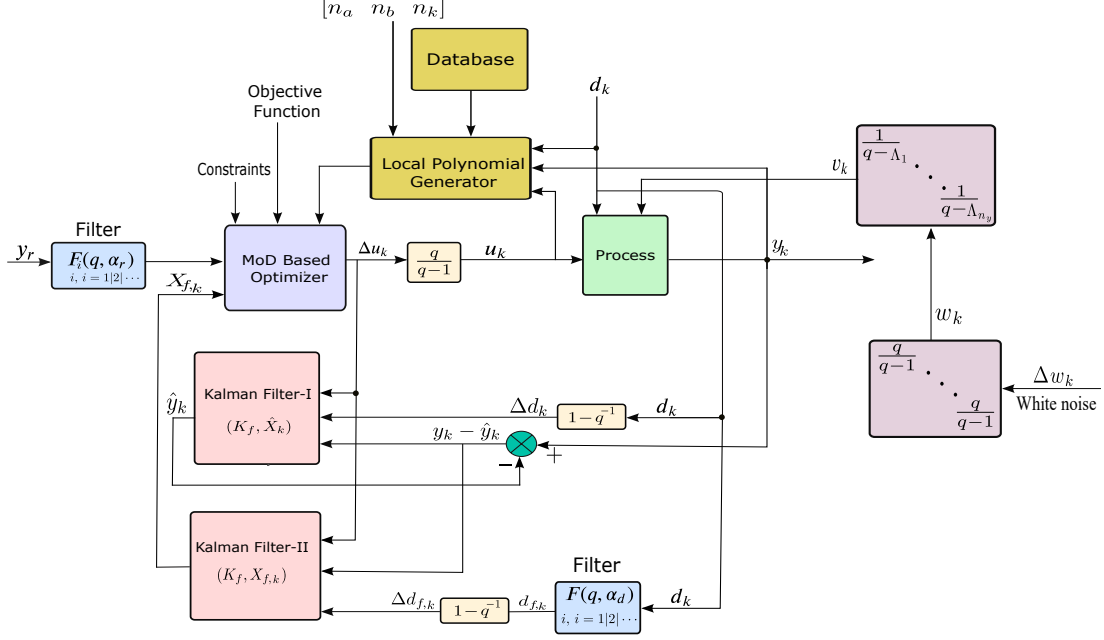 [n_a n_b n_k]
Database
d_k
Objective
Function
Constraints
Local Polynomial
Generator
v_k
1/(q−Λ_1)
⋱
1/(q−Λ_{n_y})
Filter
y_r
F_i(q, α_r)
i, i = 1|2|⋯
X_{f,k}
MoD Based
Optimizer
Δu_k
q/(q−1)
u_k
Process
y_k
w_k
q/(q−1)
⋱
q/(q−1)
Δw_k
White noise
ŷ_k
Kalman Filter-I
(K_f, X̂_k)
Δd_k
1−q^{-1}
d_k
y_k − ŷ_k
−
+
Kalman Filter-II
(K_f, X_{f,k})
Δd_{f,k}
1−q^{-1}
d_{f,k}
Filter
F(q, α_d)
i, i = 1|2|⋯
d_k